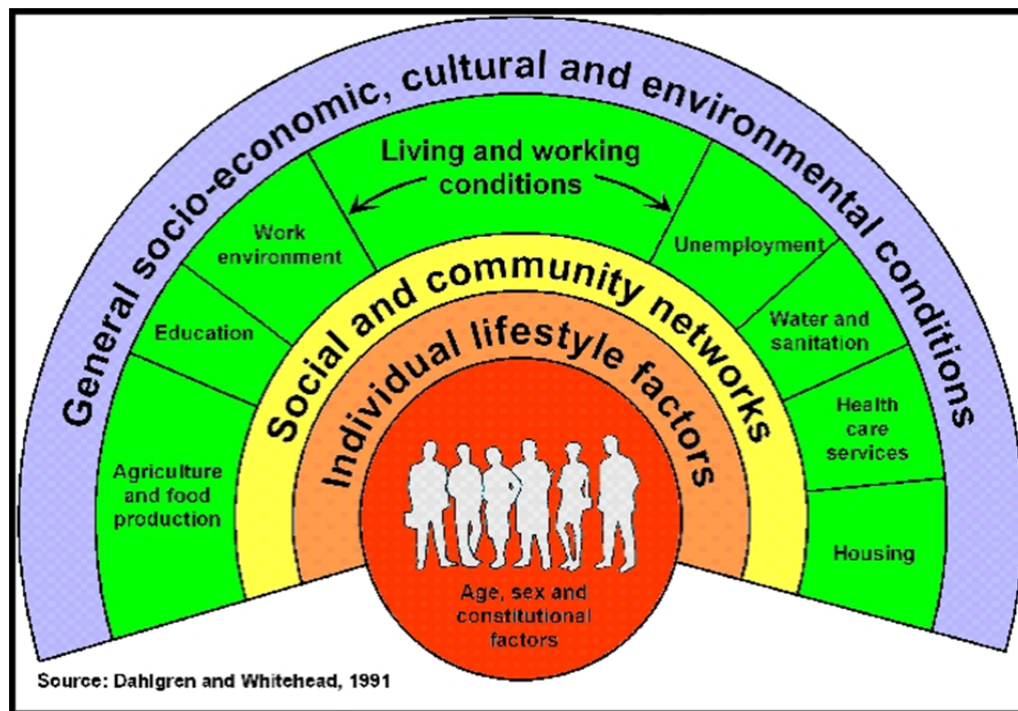 General socio-economic, cultural and environmental conditions
Living and working
conditions
Work
environment
Unemployment
Education
Water and
sanitation
Agriculture
and food
production
Health
care
services
Housing
Social and community networks
Individual lifestyle factors
Age, sex and
constitutional
factors
Source: Dahlgren and Whitehead, 1991